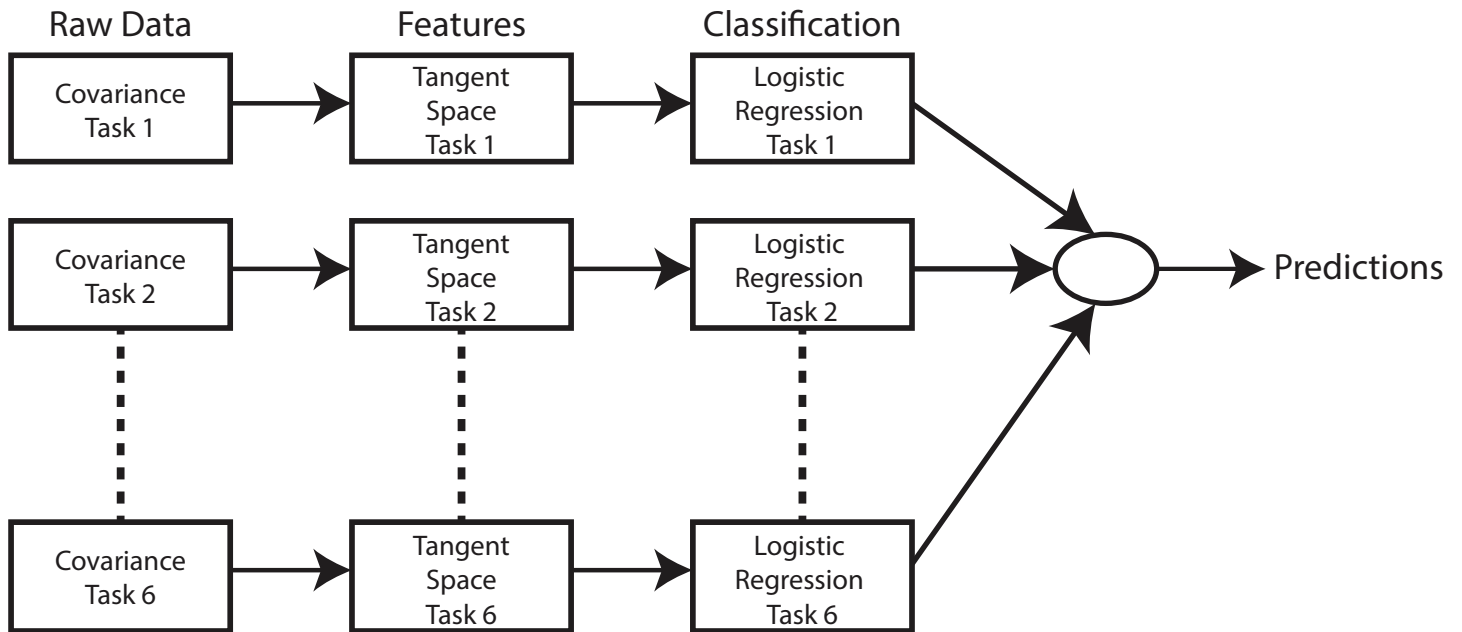 Raw Data
Features
Classification
Covariance
Task 1
Tangent
Space
Task 1
Logistic
Regression
Task 1
Covariance
Task 2
Tangent
Space
Task 2
Logistic
Regression
Task 2
Predictions
Covariance
Task 6
Tangent
Space
Task 6
Logistic
Regression
Task 6